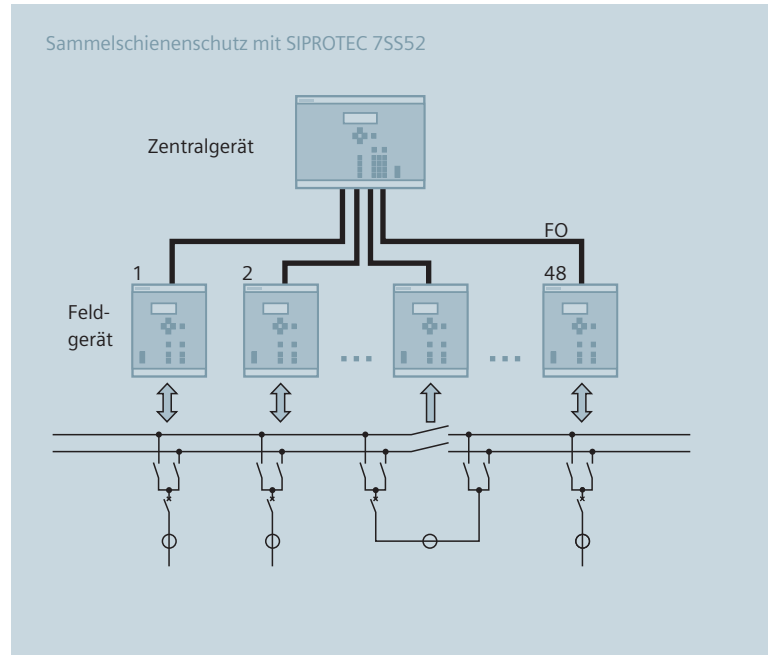 Sammelschienenschutz mit SIPROTEC 7SS52
Zentralgerät
FO
1
2
48
Feld-
gerät